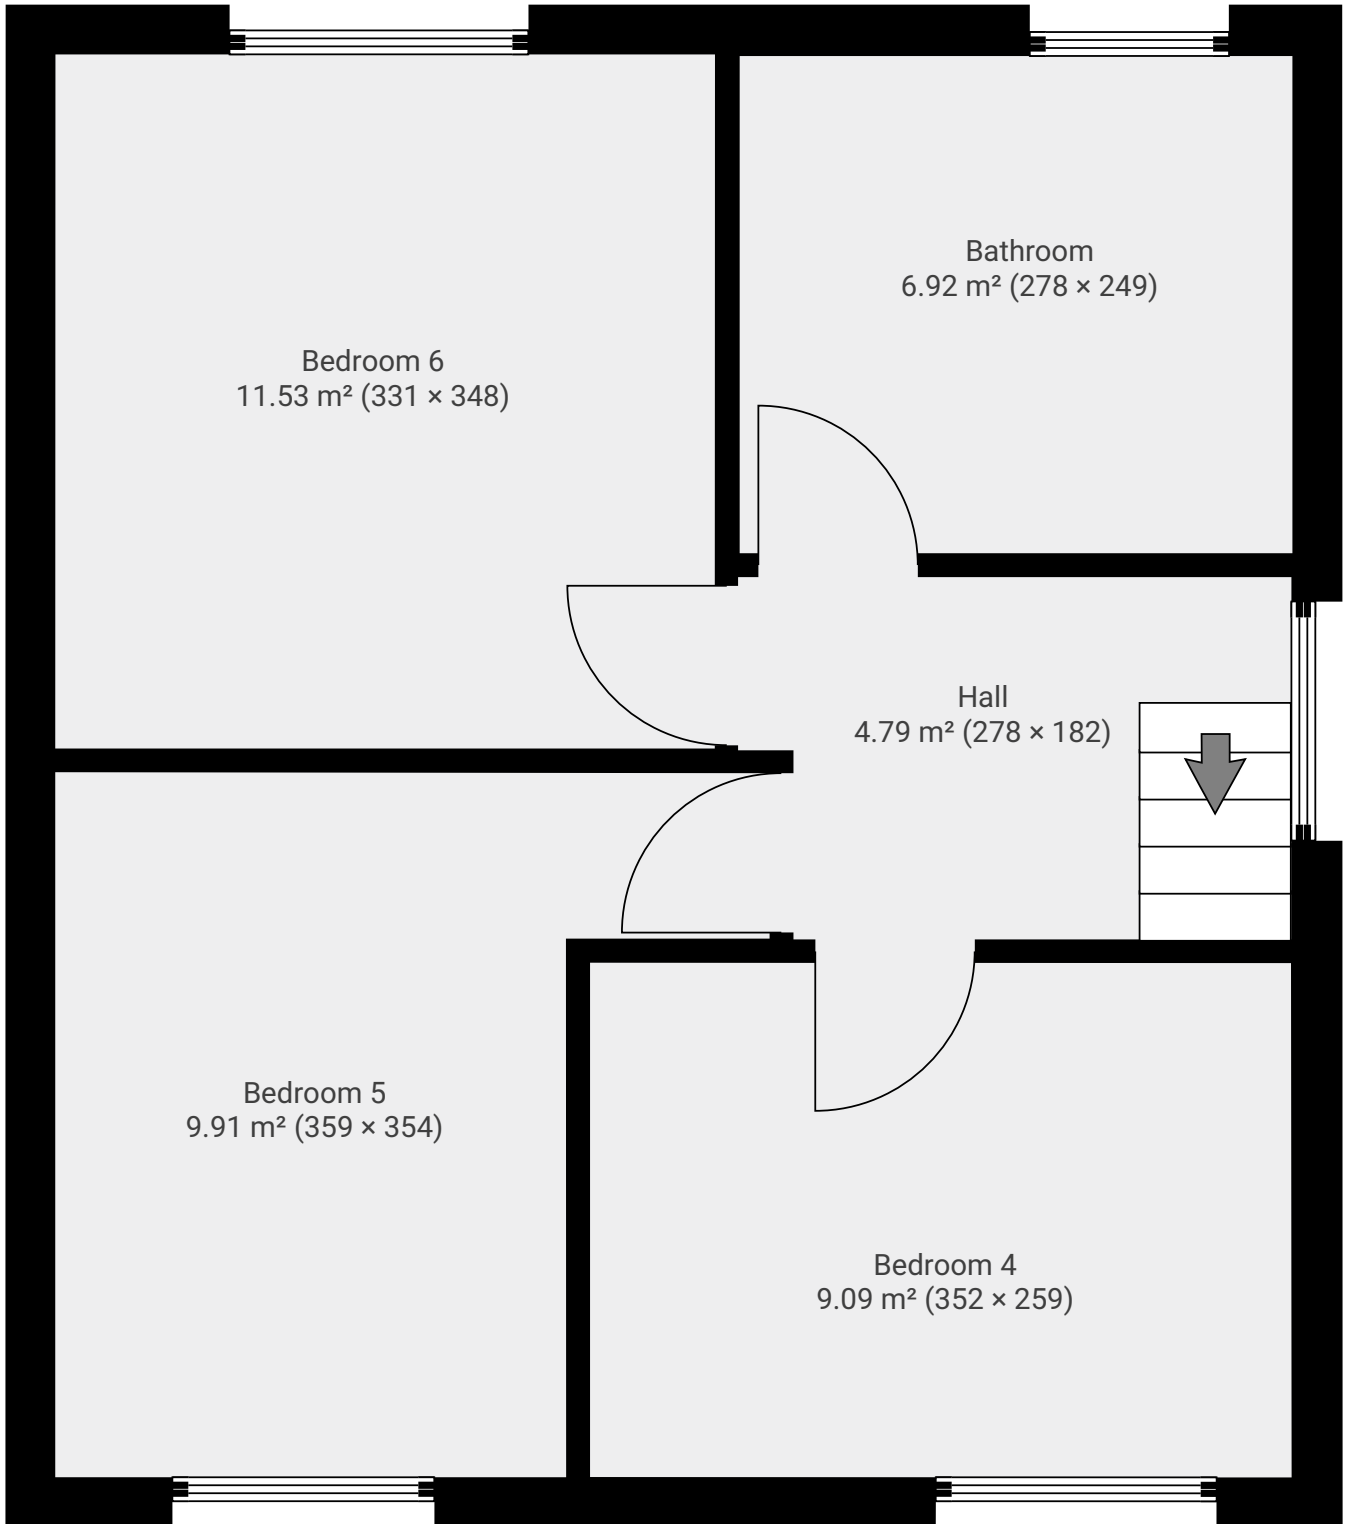 Bathroom
6.92 m² (278 × 249)
Bedroom 6
11.53 m² (331 × 348)
Hall
4.79 m² (278 × 182)
Bedroom 5
9.91 m² (359 × 354)
Bedroom 4
9.09 m² (352 × 259)